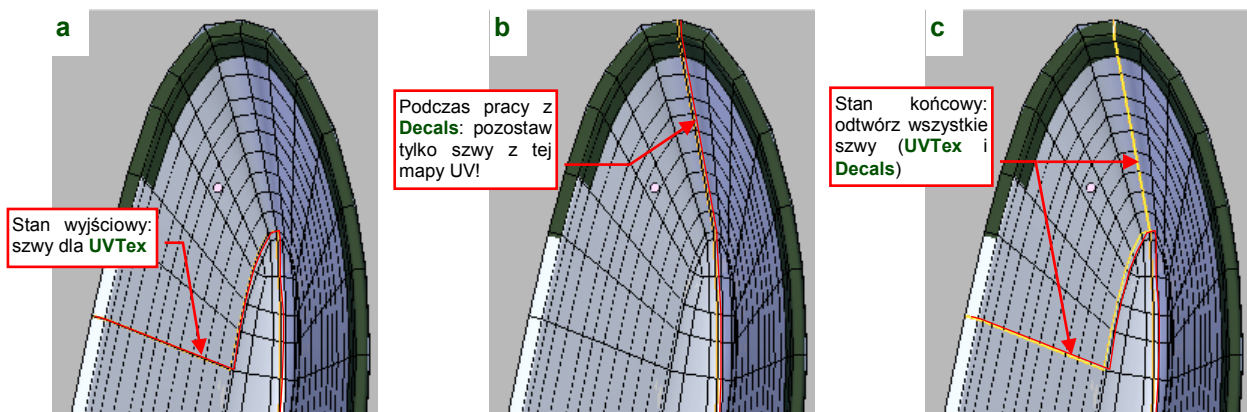 a
b
c
Podczas pracy z
Decals: pozostaw
tylko szwy z tej
mapy UV!
Stan końcowy:
odtwórz wszystkie
szwy (UVTex i
Decals)
Stan wyjściowy:
szwy dla UVTex